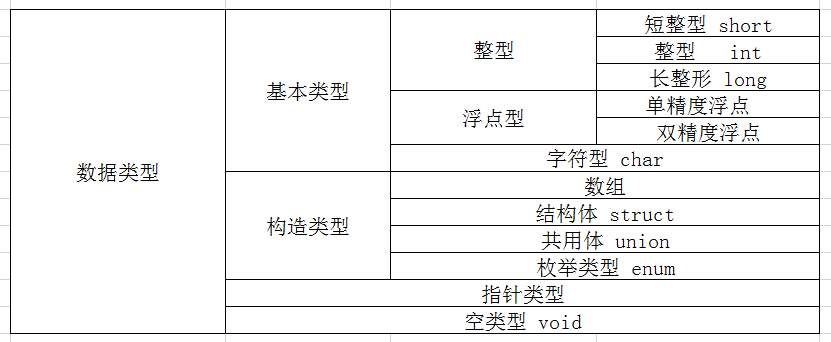 数据类型
基本类型
整型
短整型 short
整型 int
长整形 long
浮点型
单精度浮点
双精度浮点
字符型 char
构造类型
数组
结构体 struct
共用体 union
枚举类型 enum
指针类型
空类型 void